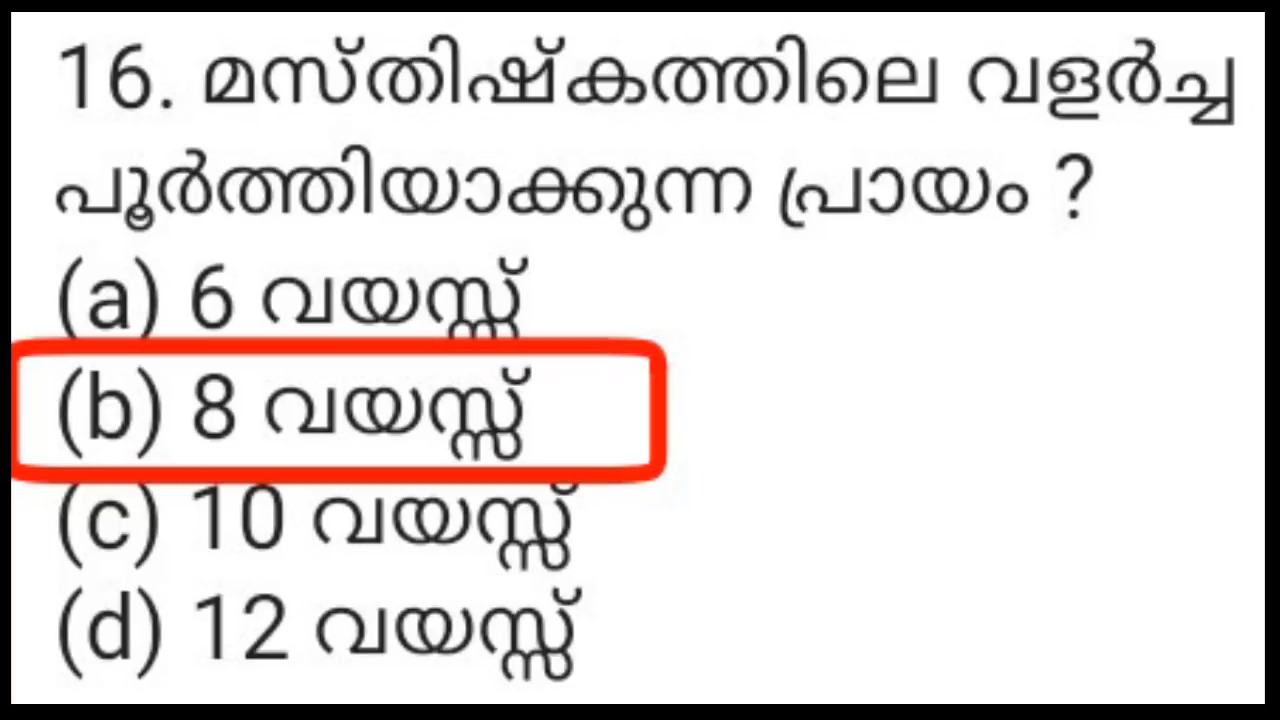 16. മസ്തിഷ്കത്തിലെ വളർച്ച
പൂർത്തിയാക്കുന്ന പ്രായം ?
(a) 6 വയസ്സ്
(b) 8 വയസ്സ്
(c) 10 വയസ്സ്
(d) 12 വയസ്സ്